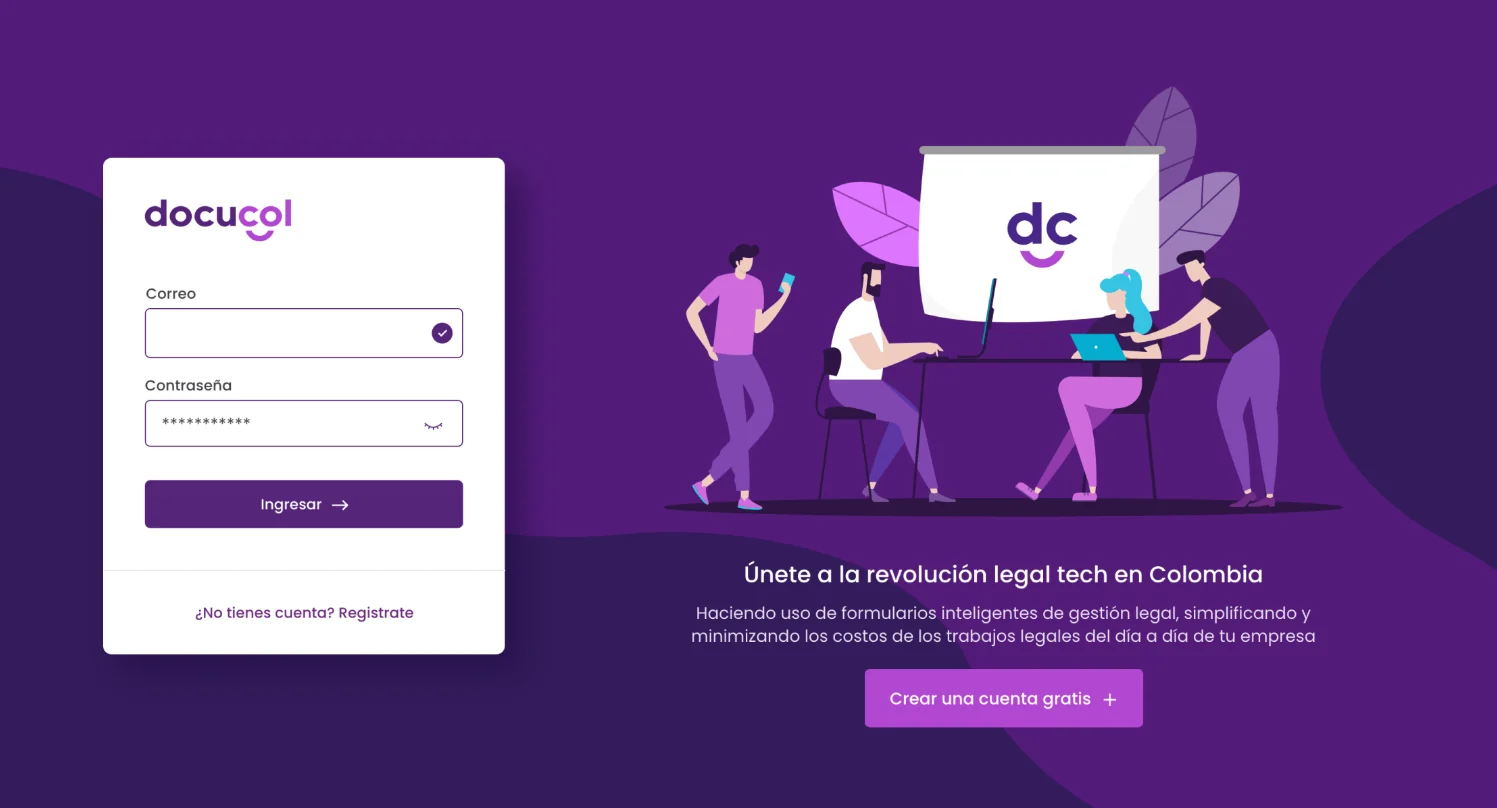 docucol
Correo
Contraseña
***********
Ingresar →
¿No tienes cuenta? Registrate
dc
Únete a la revolución legal tech en Colombia
Haciendo uso de formularios inteligentes de gestión legal, simplificando y
minimizando los costos de los trabajos legales del día a día de tu empresa
Crear una cuenta gratis +